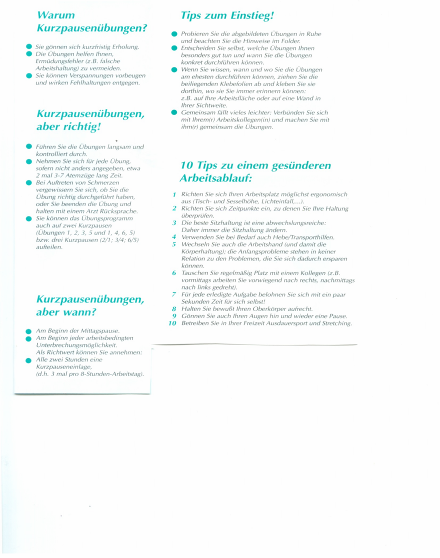 Warum
Kurzpausenübungen?
Sie gönnen sich kurzfristig Erholung.
Die Übungen helfen Ihnen,
Ermüdungsfehler (z.B. falsche
Arbeitshaltung) zu vermeiden.
Sie können Verspannungen vorbeugen
und wirken Fehlhaltungen entgegen.
Kurzpausenübungen,
aber richtig!
Führen Sie die Übungen langsam und
kontrolliert durch.
Nehmen Sie sich für jede Übung,
sofern nicht anders angegeben, etwa
2 mal 3-7 Atemzüge lang Zeit.
Bei Auftreten von Schmerzen
vergewissern Sie sich, ob Sie die
Übung richtig durchgeführt haben,
oder Sie beenden die Übung und
halten mit einem Arzt Rücksprache.
Sie können das Übungsprogramm
auch auf zwei Kurzpausen
(Übungen 1, 2, 3, 5 und 1, 4, 6, 5)
bzw. drei Kurzpausen (2/1; 3/4; 6/5)
aufteilen.
Kurzpausenübungen,
aber wann?
Am Beginn der Mittagspause.
Am Beginn jeder arbeitsbedingten
Unterbrechungsmöglichkeit.
Als Richtwert können Sie annehmen:
Alle zwei Stunden eine
Kurzpauseneinlage.
(d.h. 3 mal pro 8-Stunden-Arbeitstag).
Tips zum Einstieg!
Probieren Sie die abgebildeten Übungen in Ruhe
und beachten Sie die Hinweise im Folder.
Entscheiden Sie selbst, welche Übungen Ihnen
besonders gut tun und wann Sie die Übungen
konkret durchführen können.
Wenn Sie wissen, wann und wo Sie die Übungen
am ehesten durchführen können, ziehen Sie die
beiliegenden Klebefolien ab und kleben Sie sie
dorthin, wo sie Sie immer erinnern können:
z.B. auf Ihre Arbeitsfläche oder auf eine Wand in
Ihrer Sichtweite.
Gemeinsam fällt vieles leichter: Verbünden Sie sich
mit Ihre(m/r) Arbeitskollegen(in) und machen Sie mit
ihm(r) gemeinsam die Übungen.
10 Tips zu einem gesünderen
Arbeitsablauf:
1 Richten Sie sich Ihren Arbeitsplatz möglichst ergonomisch
aus (Tisch- und Sesselhöhe, Lichteinfall,...).
2 Richten Sie sich Zeitpunkte ein, zu denen Sie Ihre Haltung
überprüfen.
3 Die beste Sitzhaltung ist eine abwechslungsreiche:
Daher immer die Sitzhaltung ändern.
4 Verwenden Sie bei Bedarf auch Hebe/Transporthilfen.
5 Wechseln Sie auch die Arbeitshand (und damit die
Körperhaltung); die Anfangsprobleme stehen in keiner
Relation zu den Problemen, die Sie sich dadurch ersparen
können.
6 Tauschen Sie regelmäßig Platz mit einem Kollegen (z.B.
vormittags arbeiten Sie vorwiegend nach rechts, nachmittags
nach links gedreht).
7 Für jede erledigte Aufgabe belohnen Sie sich mit ein paar
Sekunden Zeit für sich selbst!
8 Halten Sie bewußt Ihren Oberkörper aufrecht.
9 Gönnen Sie auch Ihren Augen hin und wieder eine Pause.
10 Betreiben Sie in Ihrer Freizeit Ausdauersport und Stretching.